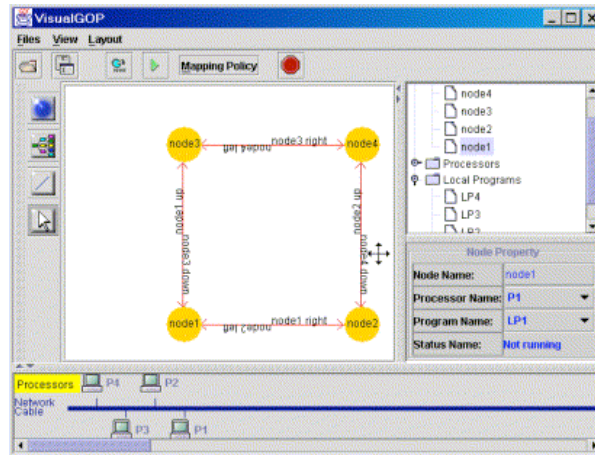 VisualGOP
Files View Layout
Mapping Policy
node3
node4 left
node3 right
node4
node1 up
node3 down
node2 up
node4 down
node1
node2 left
node1 right
node2
node4
node3
node2
node1
Processors
Local Programs
LP4
LP3
LP2
Node Property
Node Name: node1
Processor Name: P1
Program Name: LP1
Status Name: Not running
Processors P4 P2
Network
Cable
P3 P1